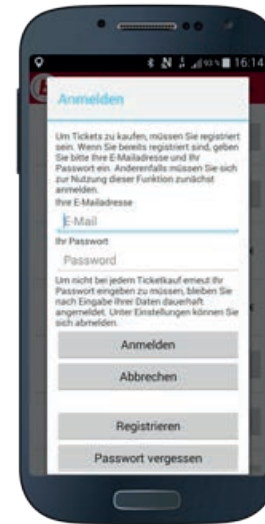 93% 16:14
Anmelden
Um Tickets zu kaufen, müssen Sie registriert
sein. Wenn Sie bereits registriert sind, geben
Sie bitte Ihre E-Mailadresse und Ihr
Passwort ein. Anderenfalls müssen Sie sich
zur Nutzung dieser Funktion zunächst
anmelden.
Ihre E-Mailadresse
E-Mail
Ihr Passwort
Password
Um nicht bei jedem Ticketkauf erneut Ihr
Passwort eingeben zu müssen, bleiben Sie
nach Eingabe Ihrer Daten dauerhaft
angemeldet. Unter Einstellungen können Sie
sich abmelden.
Anmelden
Abbrechen
Registrieren
Passwort vergessen